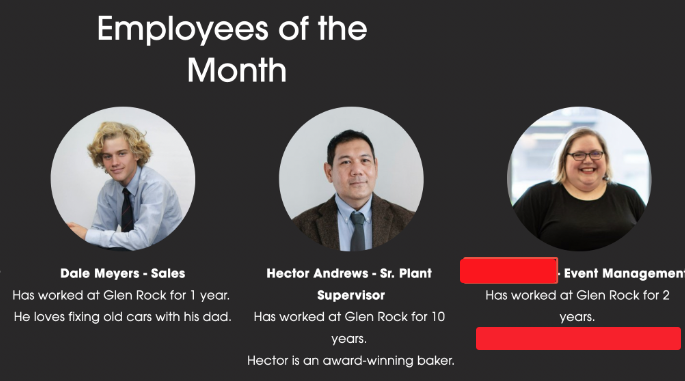 Employees of the
Month
Dale Meyers - Sales
Has worked at Glen Rock for 1 year.
He loves fixing old cars with his dad.
Hector Andrews - Sr. Plant
Supervisor
Has worked at Glen Rock for 10
years.
Hector is an award-winning baker.
- Event Management
Has worked at Glen Rock for 2
years.